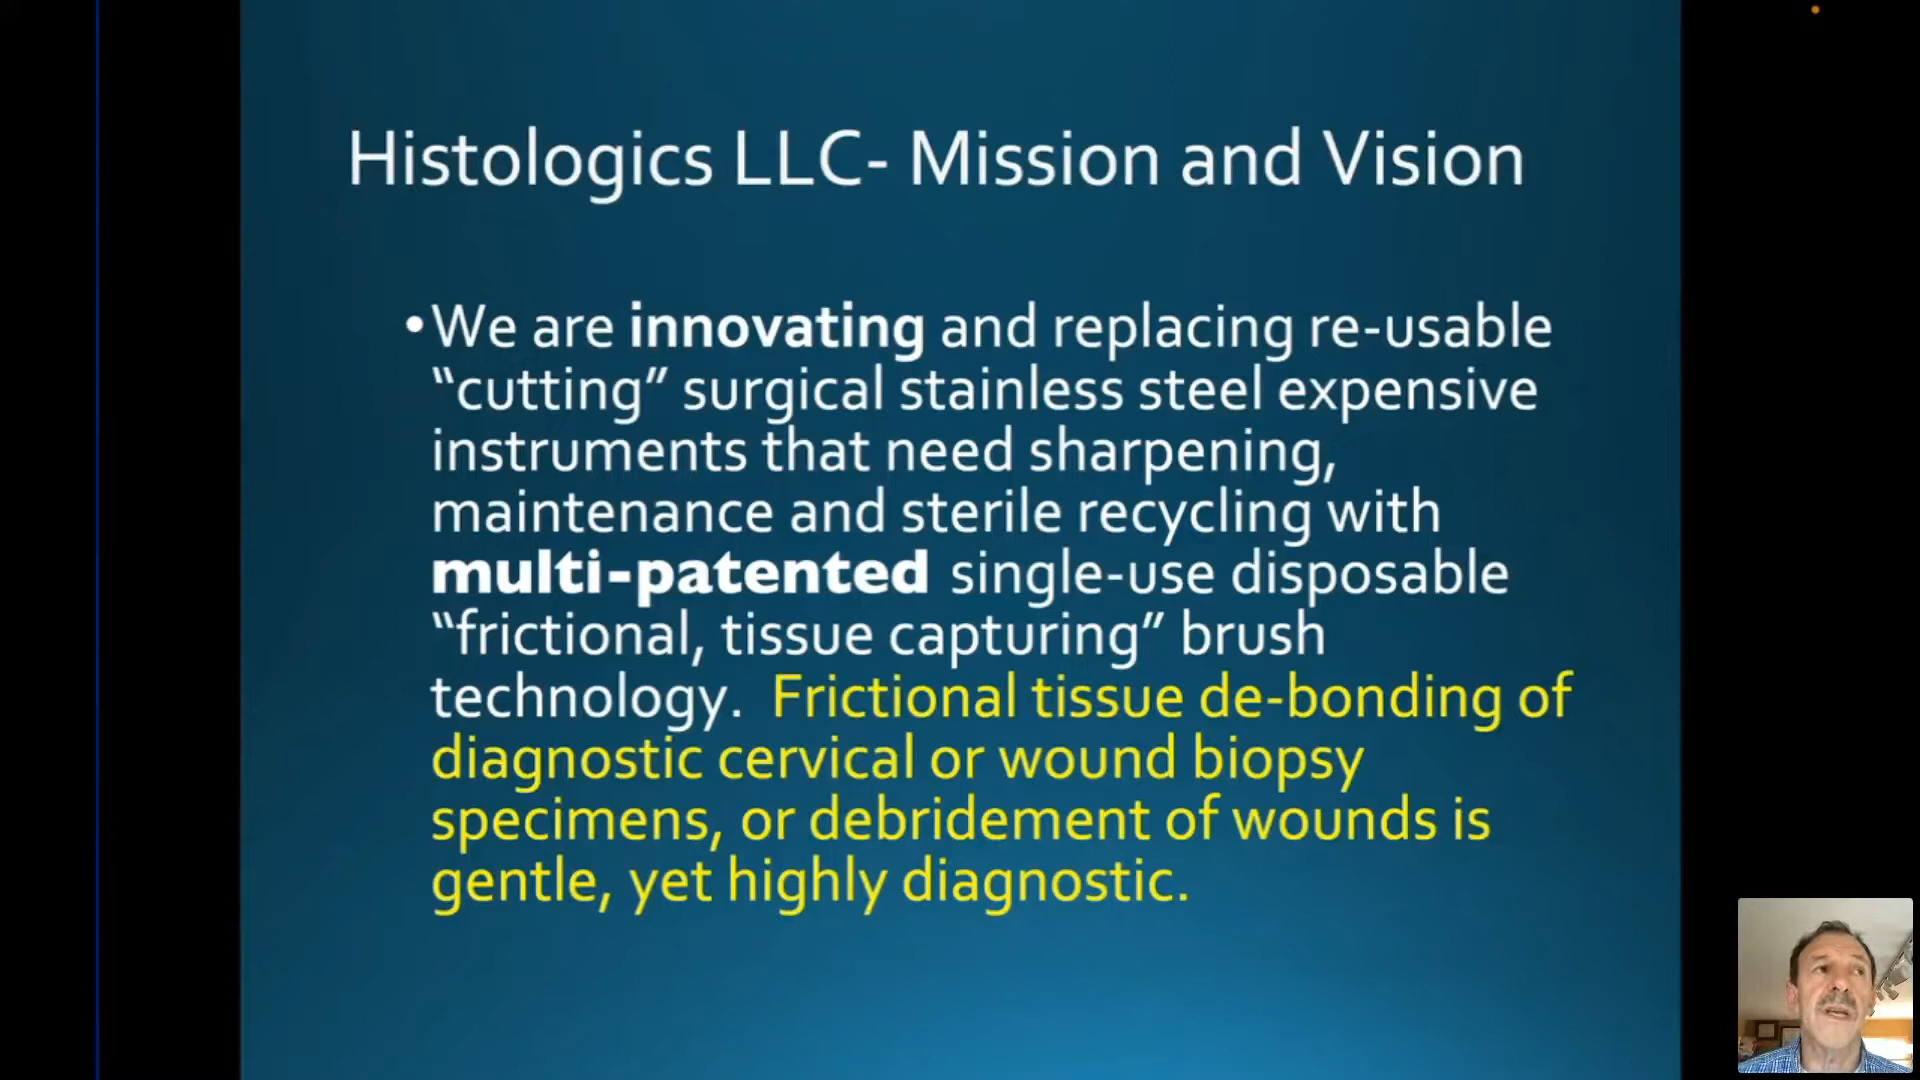 Histologics LLC- Mission and Vision
•We are innovating and replacing re-usable
“cutting” surgical stainless steel expensive
instruments that need sharpening,
maintenance and sterile recycling with
multi-patented single-use disposable
“frictional, tissue capturing” brush
technology. Frictional tissue de-bonding of
diagnostic cervical or wound biopsy
specimens, or debridement of wounds is
gentle, yet highly diagnostic.